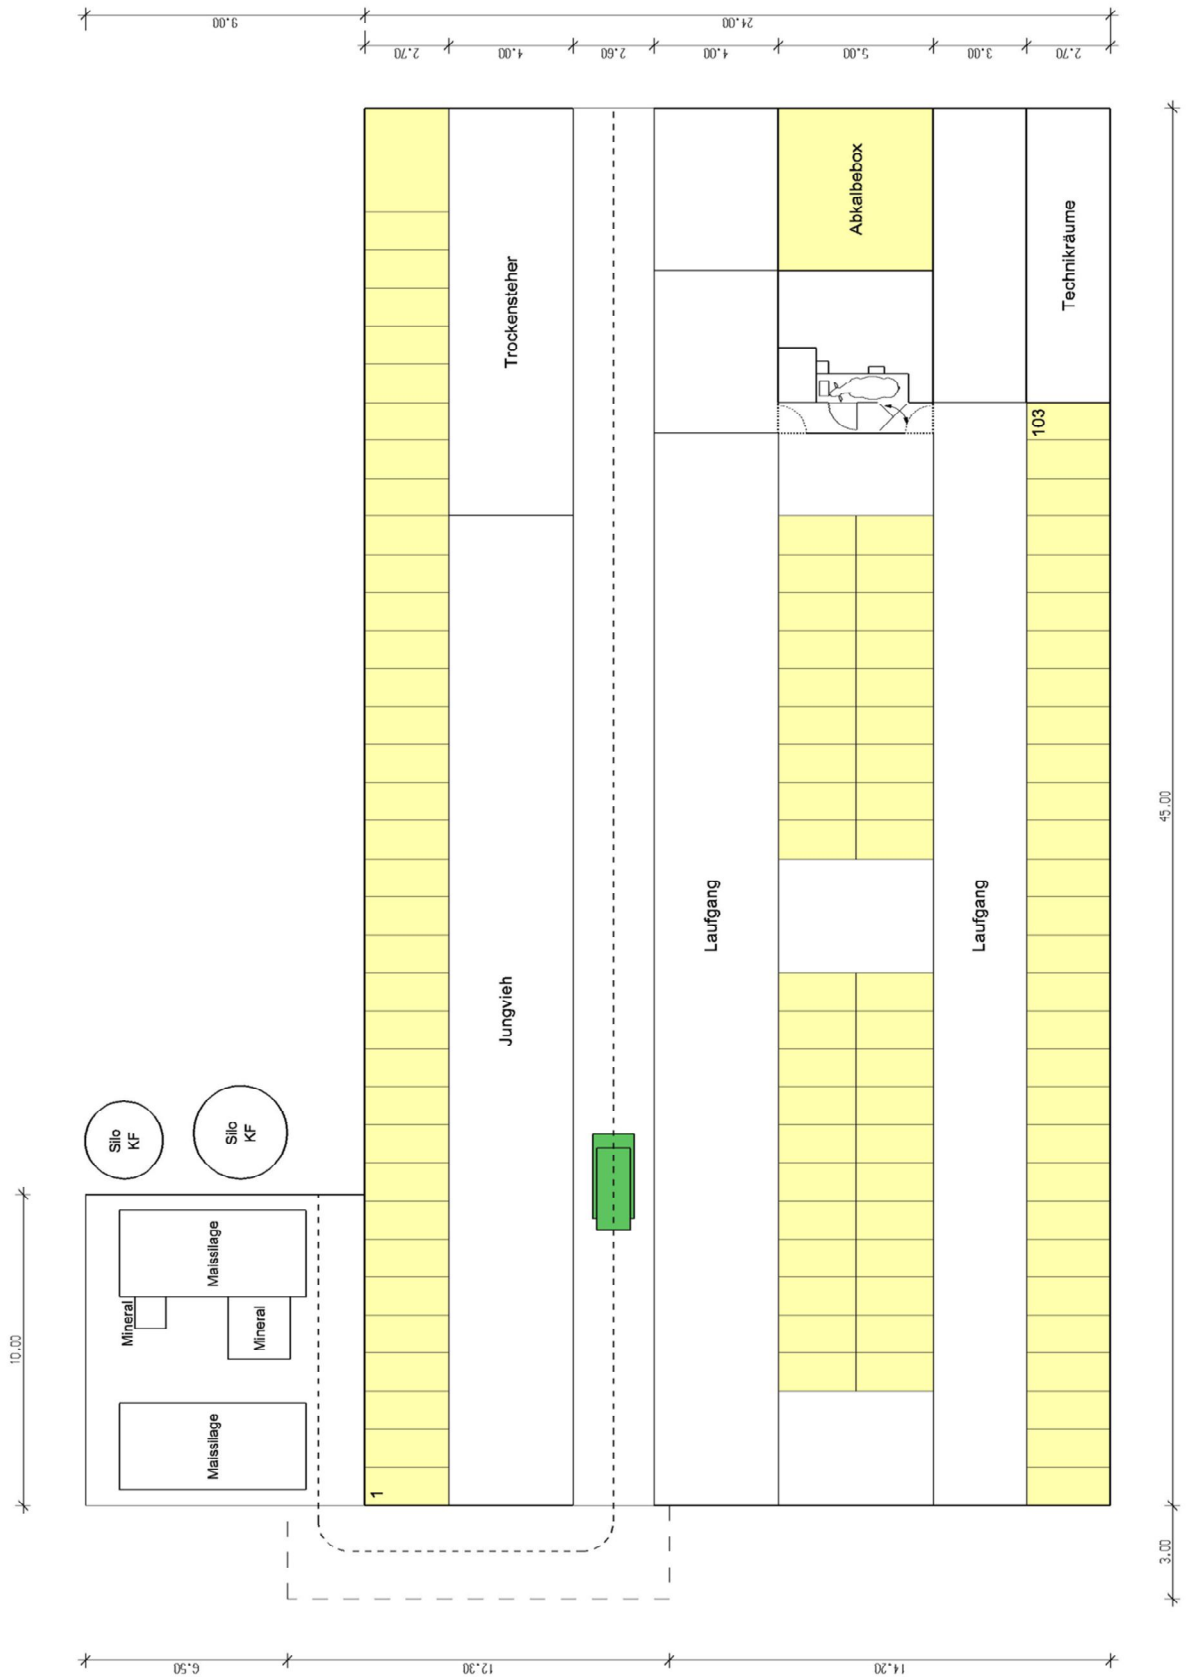 9.00
24.00
2.70
4.00
2.60
4.00
5.00
3.00
2.70
Abkalbebox
Technikräume
Trockensteher
103
45.00
Laufgang
Laufgang
Jungvieh
Silo
KF
Silo
KF
10.00
Maissilage
Mineral
Mineral
Maissilage
1
3.00
6.50
12.30
14.20